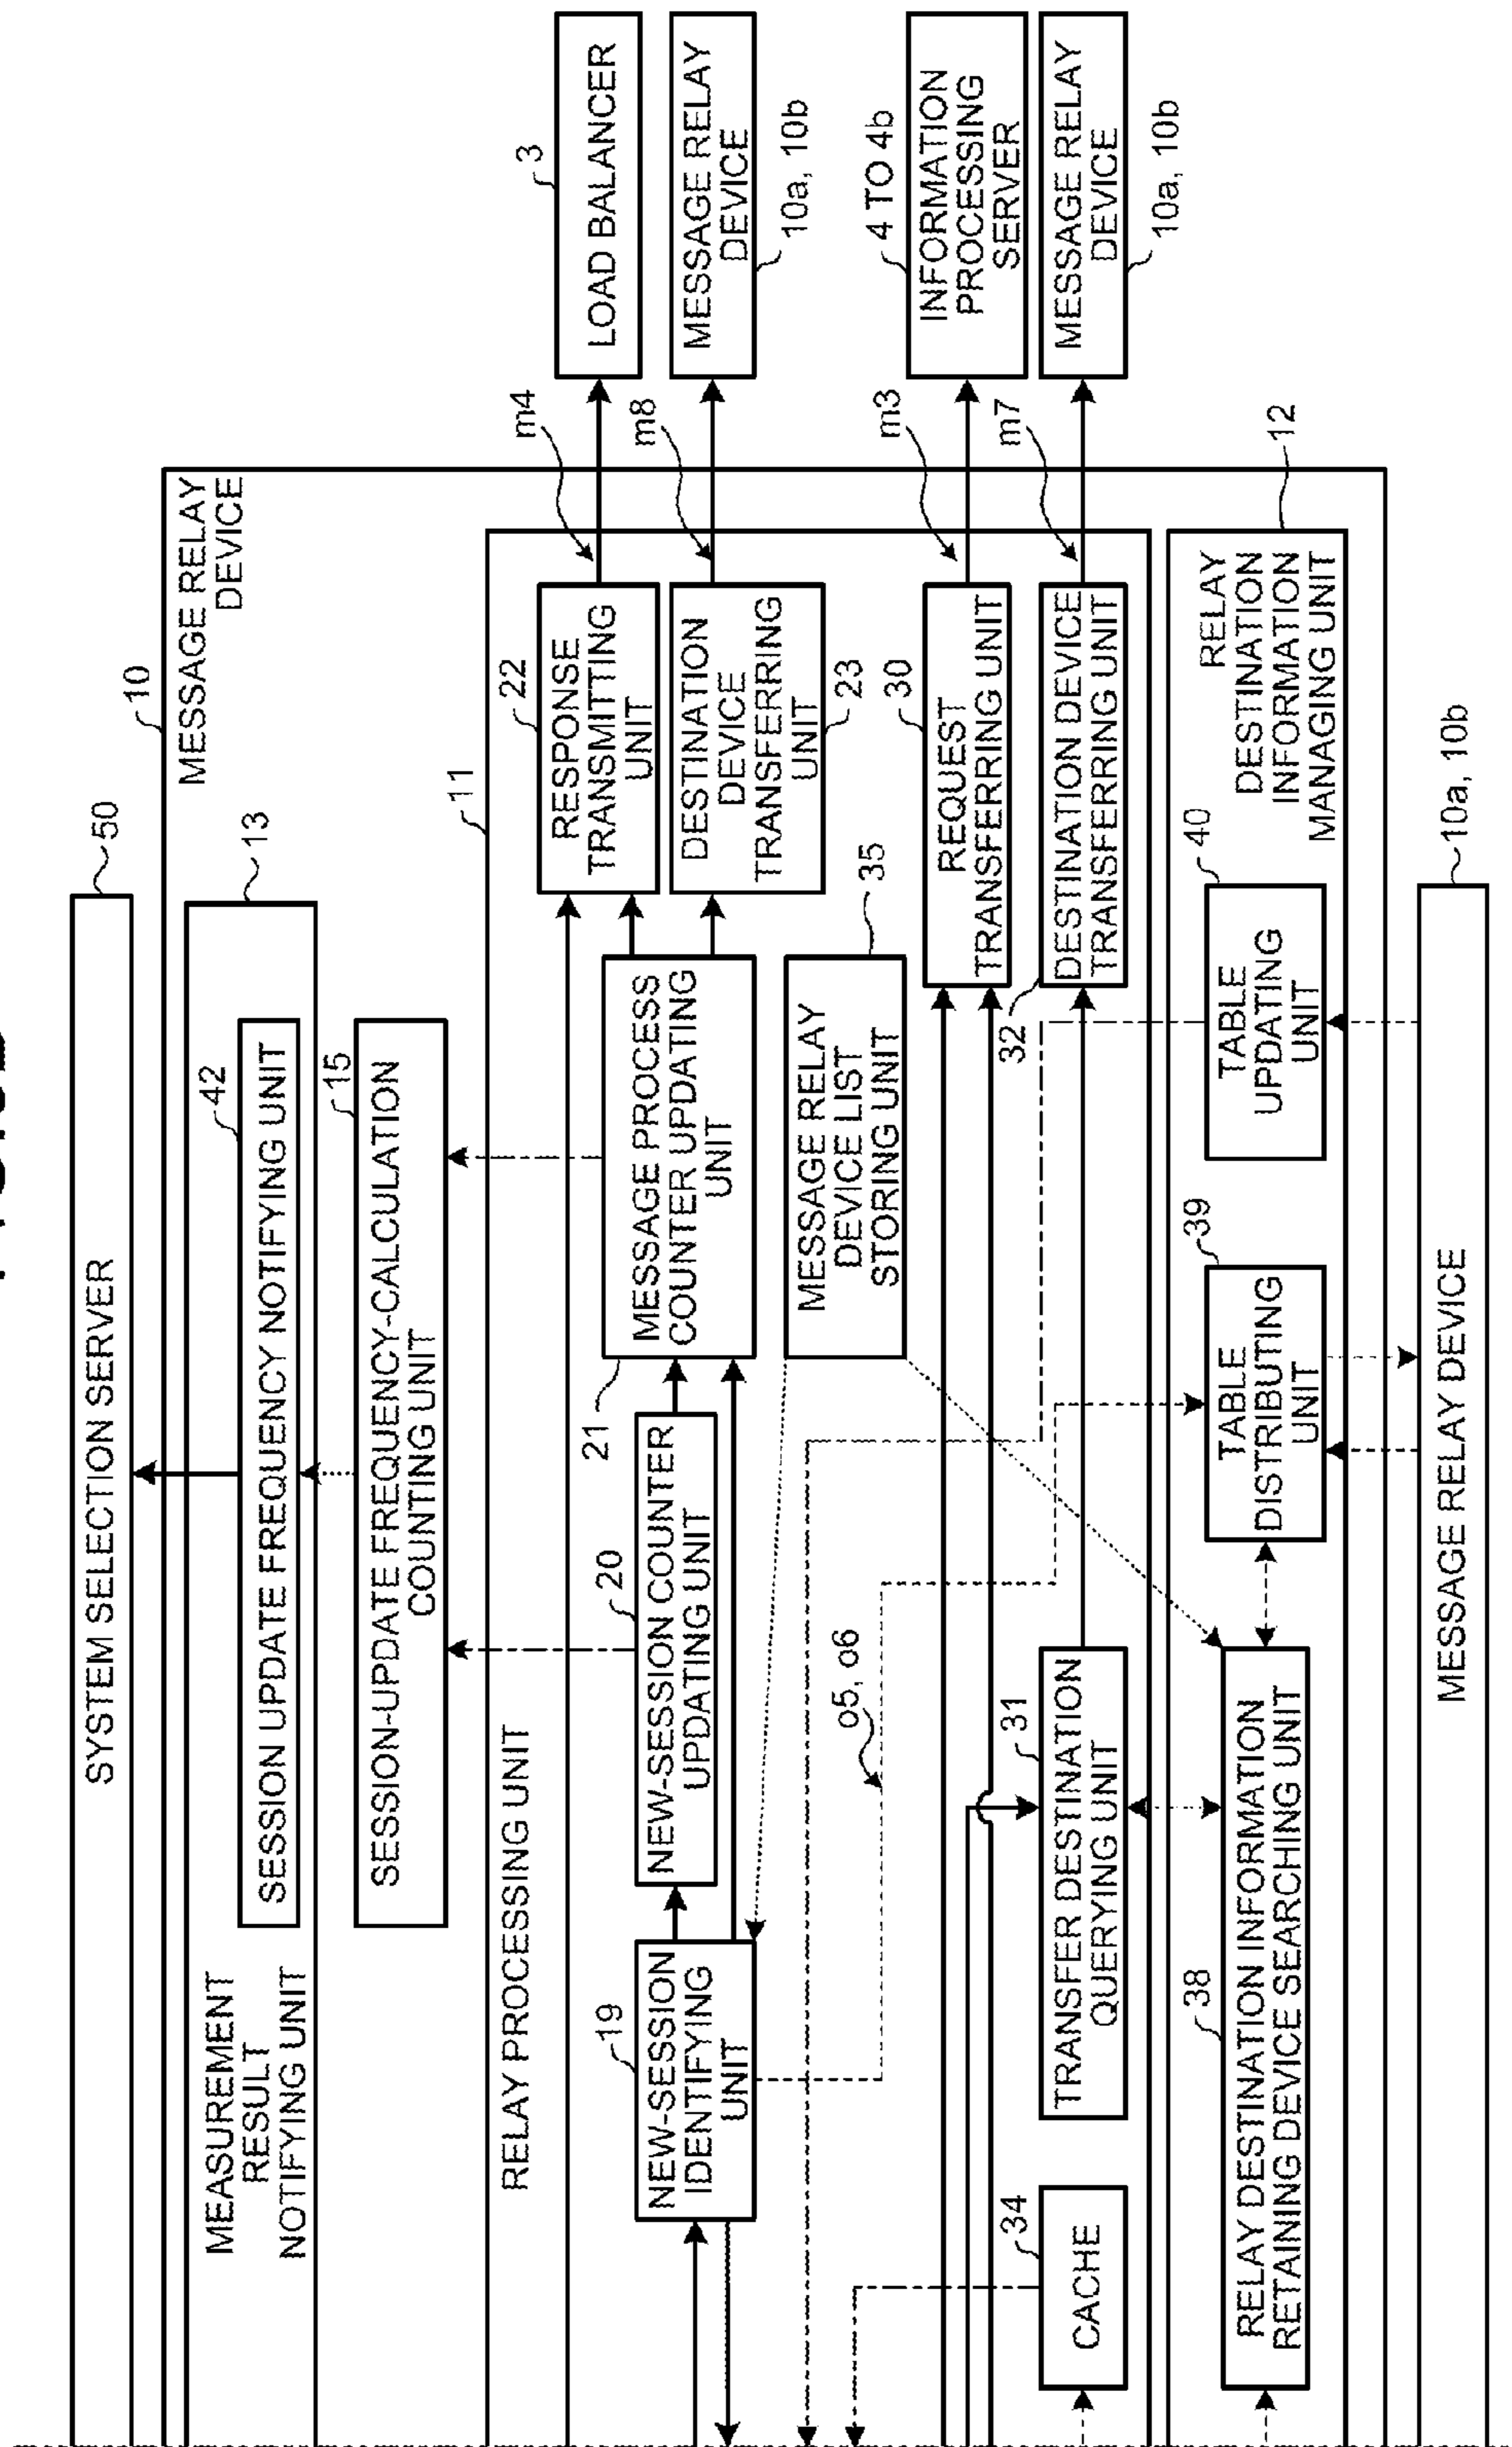 SYSTEM SELECTION SERVER
50
10
MESSAGE RELAY
DEVICE
MEASUREMENT
RESULT
NOTIFYING UNIT
13
42
SESSION UPDATE FREQUENCY NOTIFYING UNIT
15
SESSION-UPDATE FREQUENCY-CALCULATION
COUNTING UNIT
RELAY PROCESSING UNIT
11
19
NEW-SESSION
IDENTIFYING
UNIT
20
NEW-SESSION COUNTER
UPDATING UNIT
21
MESSAGE PROCESS
COUNTER UPDATING
UNIT
22
RESPONSE
TRANSMITTING
UNIT
m4
3
LOAD BALANCER
DESTINATION
DEVICE
TRANSFERRING
UNIT
23
m8
MESSAGE RELAY
DEVICE
10a, 10b
MESSAGE RELAY
DEVICE LIST
STORING UNIT
35
o5, o6
30
REQUEST
TRANSFERRING UNIT
m3
4 TO 4b
INFORMATION
PROCESSING
SERVER
34
CACHE
31
TRANSFER DESTINATION
QUERYING UNIT
32
DESTINATION DEVICE
TRANSFERRING UNIT
m7
MESSAGE RELAY
DEVICE
10a, 10b
38
RELAY DESTINATION INFORMATION
RETAINING DEVICE SEARCHING UNIT
39
TABLE
DISTRIBUTING
UNIT
40
TABLE
UPDATING
UNIT
RELAY
DESTINATION
INFORMATION
MANAGING UNIT
12
MESSAGE RELAY DEVICE
10a, 10b